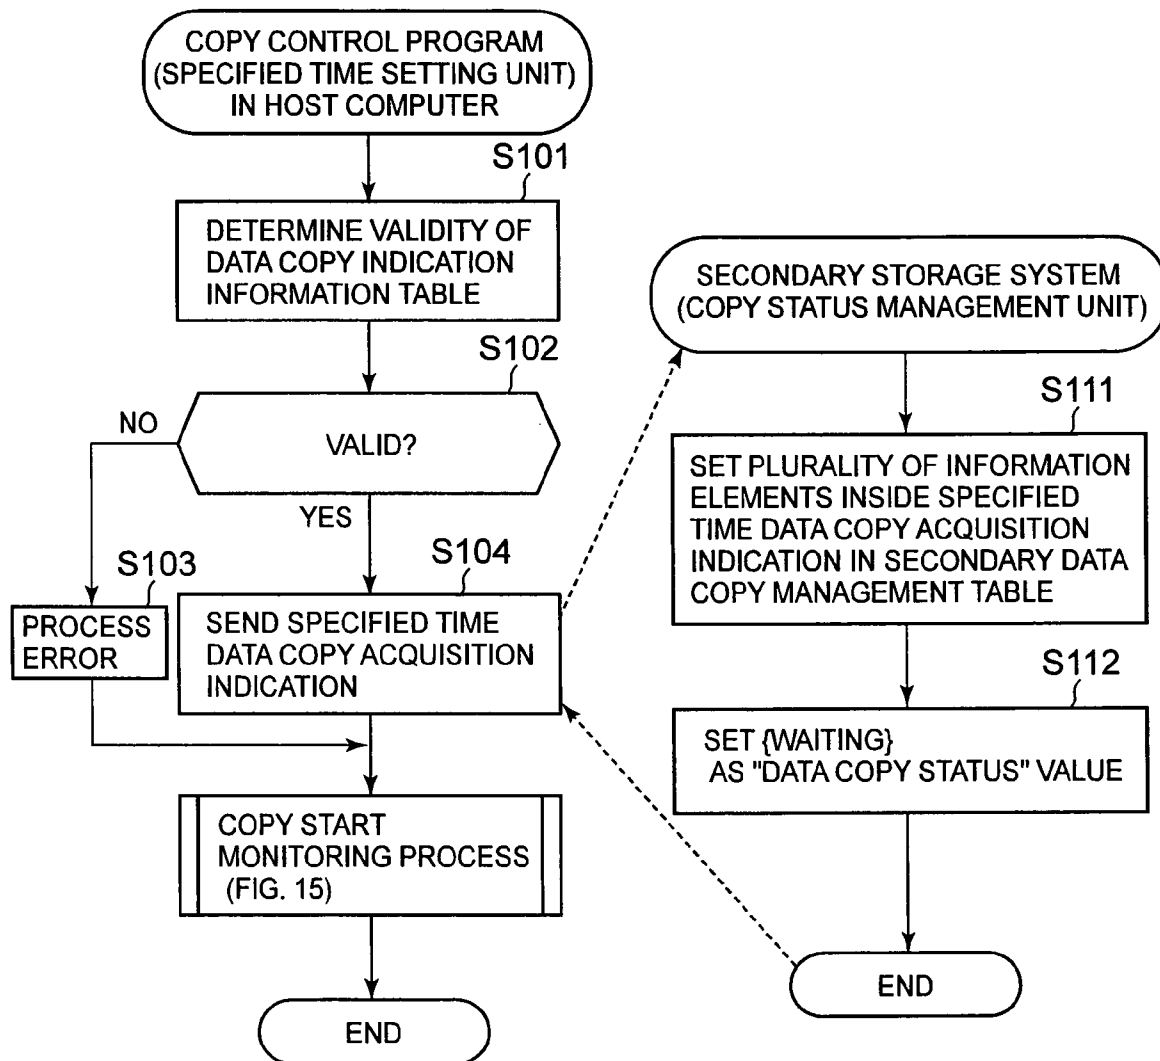 COPY CONTROL PROGRAM
(SPECIFIED TIME SETTING UNIT)
IN HOST COMPUTER
S101
DETERMINE VALIDITY OF
DATA COPY INDICATION
INFORMATION TABLE
S102
NO
VALID?
YES
S103
PROCESS
ERROR
S104
SEND SPECIFIED TIME
DATA COPY ACQUISITION
INDICATION
COPY START
MONITORING PROCESS
(FIG. 15)
END
SECONDARY STORAGE SYSTEM
(COPY STATUS MANAGEMENT UNIT)
S111
SET PLURALITY OF INFORMATION
ELEMENTS INSIDE SPECIFIED
TIME DATA COPY ACQUISITION
INDICATION IN SECONDARY DATA
COPY MANAGEMENT TABLE
S112
SET {WAITING}
AS "DATA COPY STATUS" VALUE
END